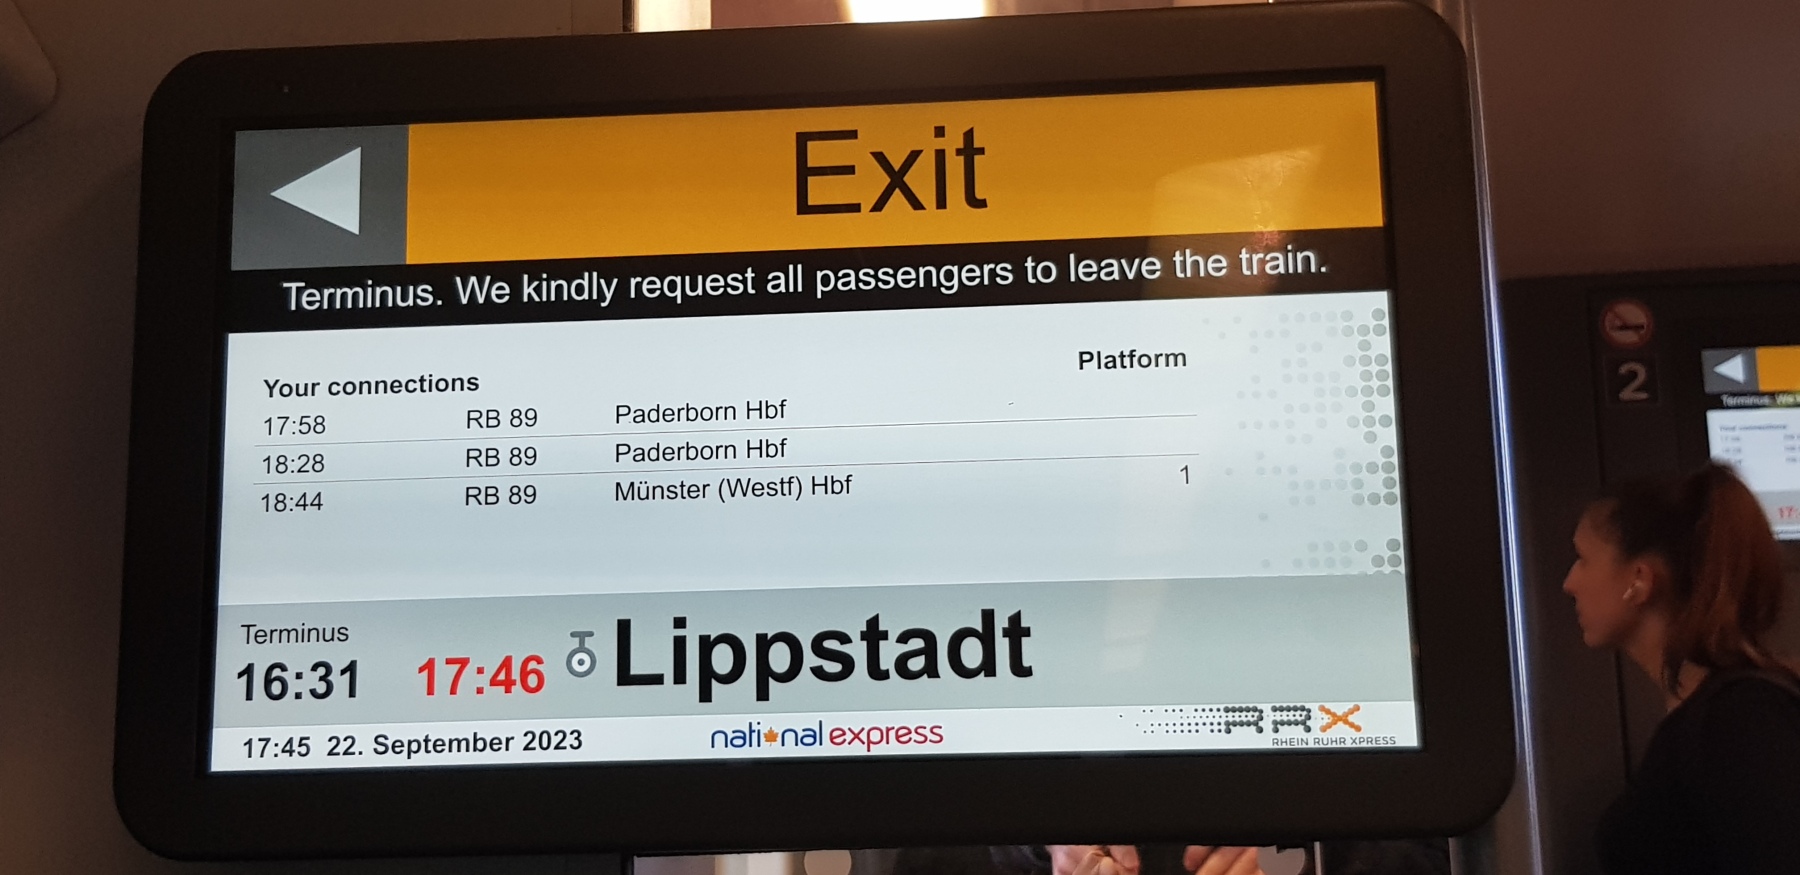 Exit
Terminus. We kindly request all passengers to leave the train.
Your connections Platform
17:58 RB 89 Paderborn Hbf -
18:28 RB 89 Paderborn Hbf
18:44 RB 89 Münster (Westf) Hbf 1
Terminus
16:31 17:46 Lippstadt
17:45 22. September 2023 national express RRX
RHEIN RUHR XPRESS
2